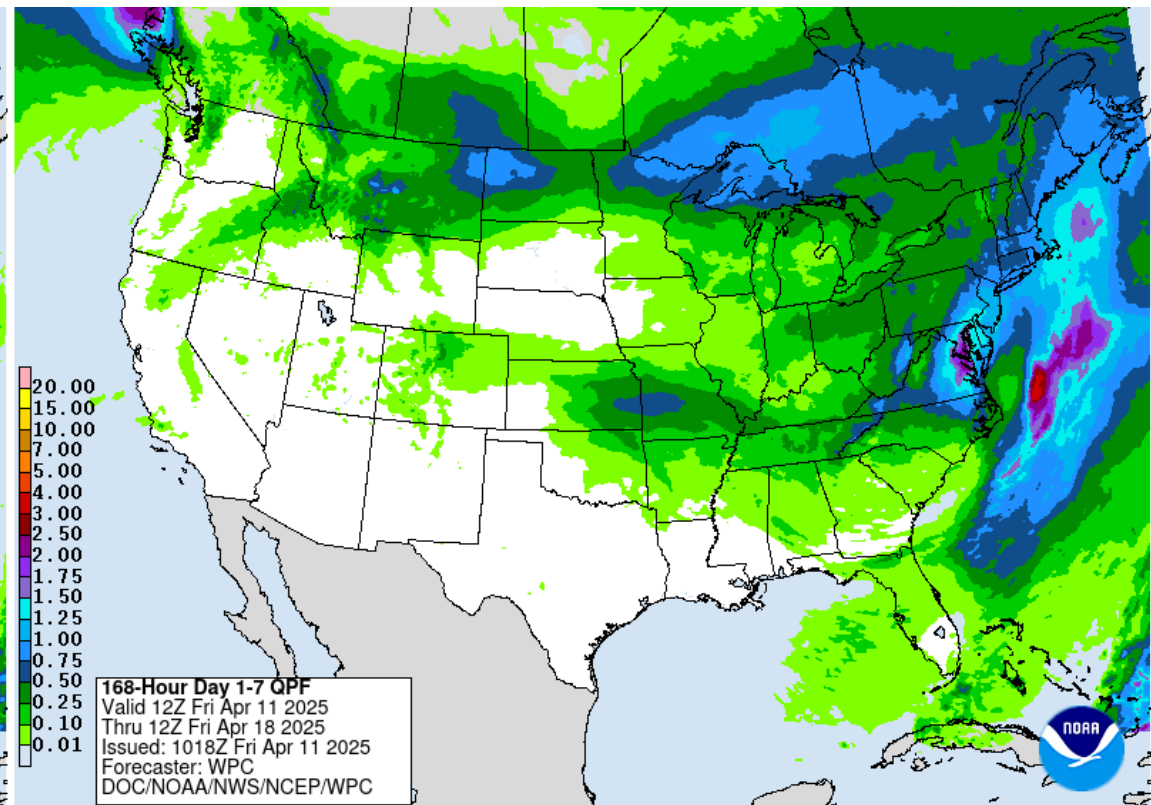 20.00
15.00
10.00
7.00
5.00
4.00
3.00
2.50
2.00
1.75
1.50
1.25
1.00
0.75
0.50
0.25
0.10
0.01
168-Hour Day 1-7 QPF
Valid 12Z Fri Apr 11 2025
Thru 12Z Fri Apr 18 2025
Issued: 1018Z Fri Apr 11 2025
Forecaster: WPC
DOC/NOAA/NWS/NCEP/WPC
NOAA